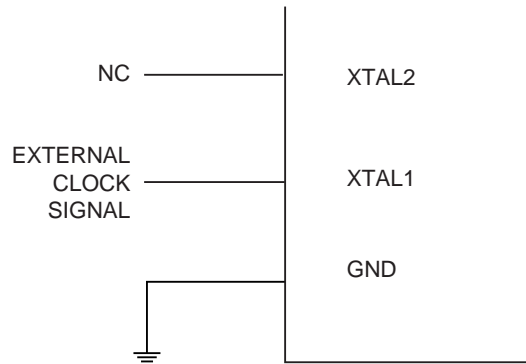 NC
XTAL2
EXTERNAL
CLOCK
SIGNAL
XTAL1
GND